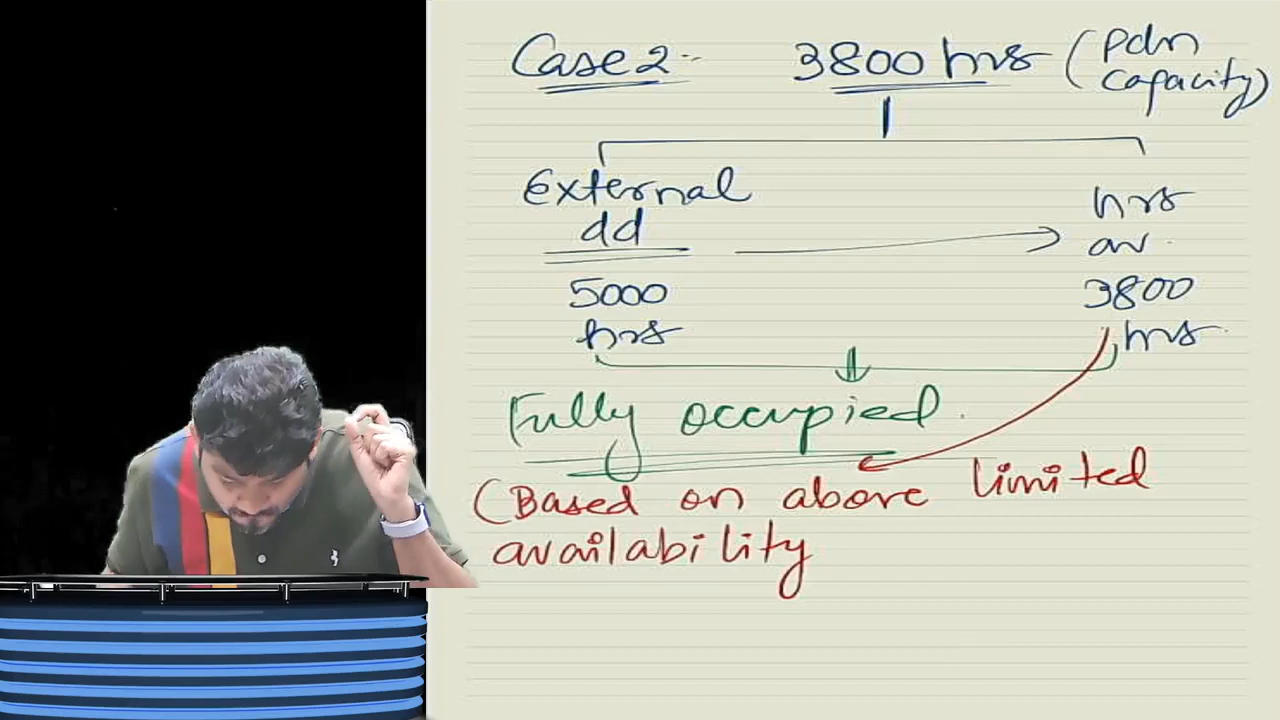 Case 2:- 3800 hrs (pdn
capacity)
External
dd
5000
hrs
hrs
av.
3800
hrs.
Fully occupied.
(Based on above limited
availability